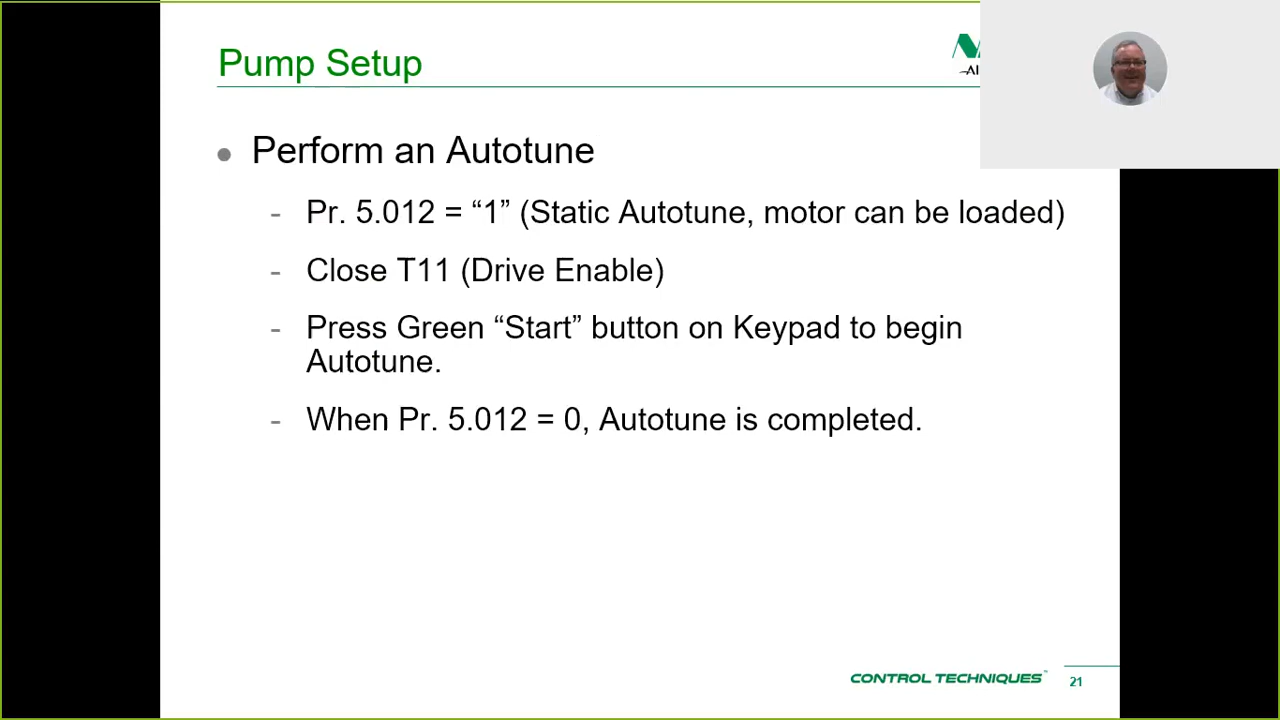 Pump Setup
Perform an Autotune
- Pr. 5.012 = “1” (Static Autotune, motor can be loaded)
- Close T11 (Drive Enable)
- Press Green “Start” button on Keypad to begin
Autotune.
- When Pr. 5.012 = 0, Autotune is completed.
CONTROL TECHNIQUES™
21